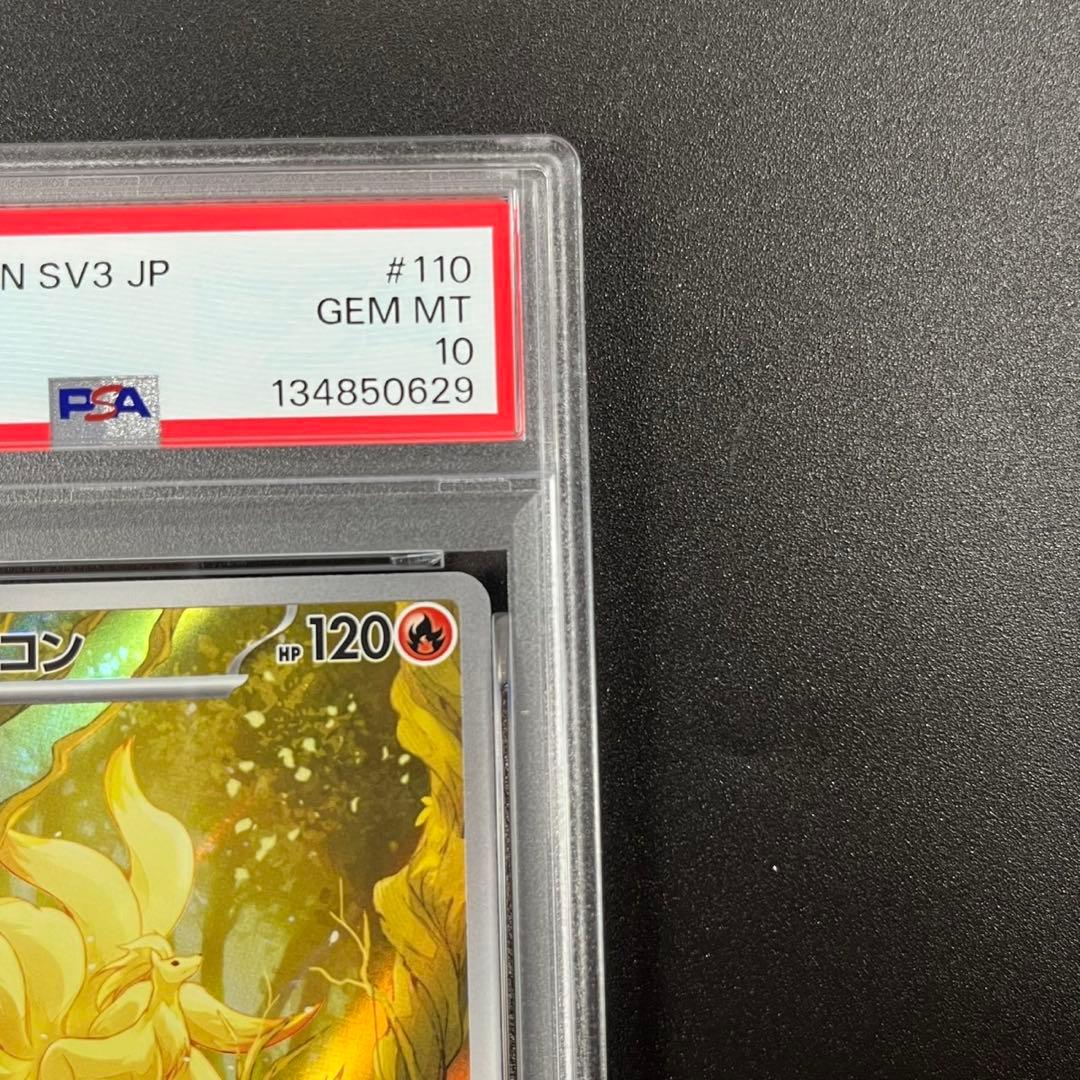 N SV3 JP #110
GEM MT
10
PSA 134850629
コン HP 120